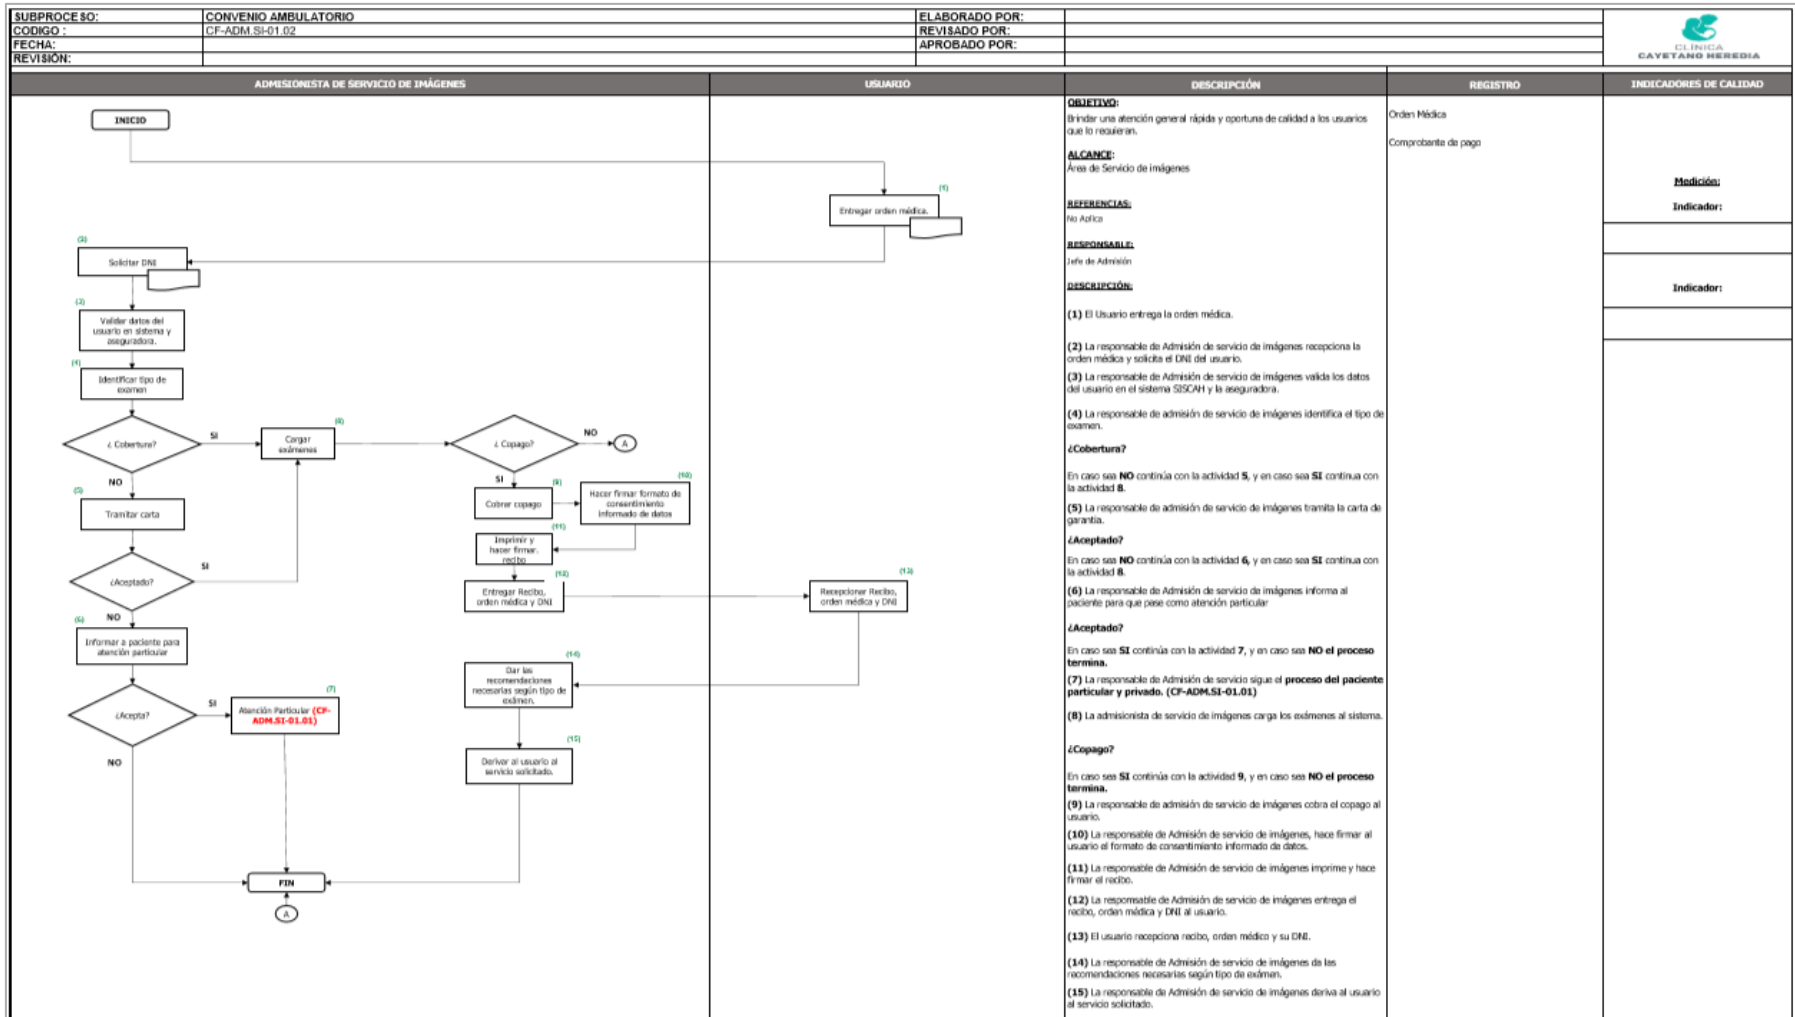 SUBPROCESO:
CONVENIO AMBULATORIO
ELABORADO POR:
CODIGO :
CF-ADM.SI-01.02
REVISADO POR:
FECHA:
APROBADO POR:
REVISIÓN:
CLÍNICA
CAYETANO HEREDIA
ADMISIONISTA DE SERVICIO DE IMÁGENES
USUARIO
DESCRIPCIÓN
REGISTRO
INDICADORES DE CALIDAD
INICIO
(1)
Entregar orden médica.
(2)
Solicitar DNI
(3)
Validar datos del
usuario en sistema y
aseguradora.
(4)
Identificar tipo de
examen
¿ Cobertura?
SI
NO
(8)
Cargar
exámenes
¿ Copago?
NO
A
SI
(5)
Tramitar carta
(9)
Cobrar copago
(10)
Hacer firmar formato de
consentimiento
informado de datos
(11)
Imprimir y
hacer firmar.
recibo
¿Aceptado?
SI
NO
(12)
Entregar Recibo,
orden médica y DNI
(13)
Recepcionar Recibo,
orden médica y DNI
(6)
Informar a paciente para
atención particular
(14)
Dar las
recomendaciones
necesarias según tipo de
exámen.
¿Acepta?
SI
NO
(7)
Atención Particular (CF-
ADM.SI-01.01)
(15)
Derivar al usuario al
servicio solicitado.
FIN
A
OBJETIVO:
Brindar una atención general rápida y oportuna de calidad a los usuarios
que lo requieran.
ALCANCE:
Área de Servicio de imágenes
REFERENCIAS:
No Aplica
RESPONSABLE:
Jefe de Admisión
DESCRIPCIÓN:
(1) El Usuario entrega la orden médica.
(2) La responsable de Admisión de servicio de imágenes recepciona la
orden médica y solicita el DNI del usuario.
(3) La responsable de Admisión de servicio de imágenes valida los datos
del usuario en el sistema SISCAH y la aseguradora.
(4) La responsable de admisión de servicio de imágenes identifica el tipo de
examen.
¿Cobertura?
En caso sea NO continúa con la actividad 5, y en caso sea SI continua con
la actividad 8.
(5) La responsable de admisión de servicio de imágenes tramita la carta de
garantía.
¿Aceptado?
En caso sea NO continúa con la actividad 6, y en caso sea SI continua con
la actividad 8.
(6) La responsable de Admisión de servicio de imágenes informa al
paciente para que pase como atención particular
¿Aceptado?
En caso sea SI continúa con la actividad 7, y en caso sea NO el proceso
termina.
(7) La responsable de Admisión de servicio sigue el proceso del paciente
particular y privado. (CF-ADM.SI-01.01)
(8) La admisionista de servicio de imágenes carga los exámenes al sistema.
¿Copago?
En caso sea SI continúa con la actividad 9, y en caso sea NO el proceso
termina.
(9) La responsable de admisión de servicio de imágenes cobra el copago al
usuario.
(10) La responsable de Admisión de servicio de imágenes, hace firmar al
usuario el formato de consentimiento informado de datos.
(11) La responsable de Admisión de servicio de imágenes imprime y hace
firmar el recibo.
(12) La responsable de Admisión de servicio de imágenes entrega el
recibo, orden médica y DNI al usuario.
(13) El usuario recepciona recibo, orden médico y su DNI.
(14) La responsable de Admisión de servicio de imágenes da las
recomendaciones necesarias según tipo de exámen.
(15) La responsable de Admisión de servicio de imágenes deriva al usuario
al servicio solicitado.
Orden Médica
Comprobante de pago
Medición:
Indicador:
Indicador: